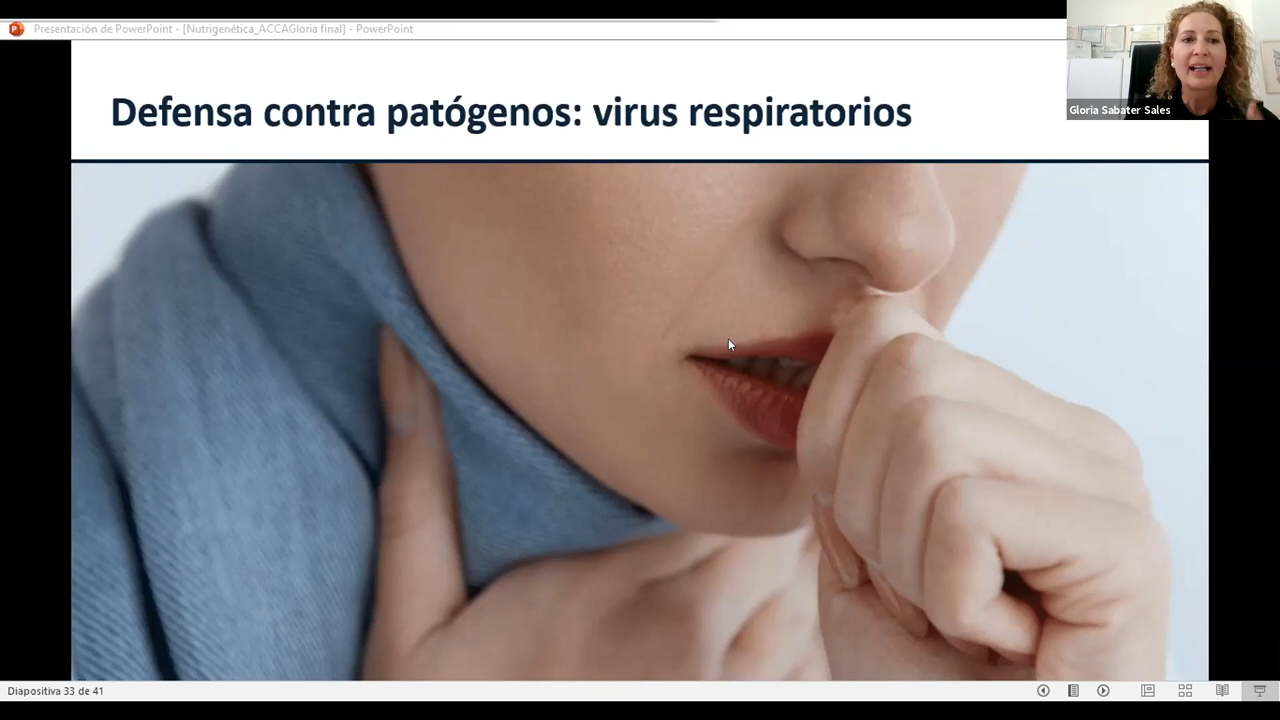 Presentación de PowerPoint - [Nutrigenética_ACCAGloria final] - PowerPoint
Gloria Sabater Sales
Defensa contra patógenos: virus respiratorios
Diapositiva 33 de 41